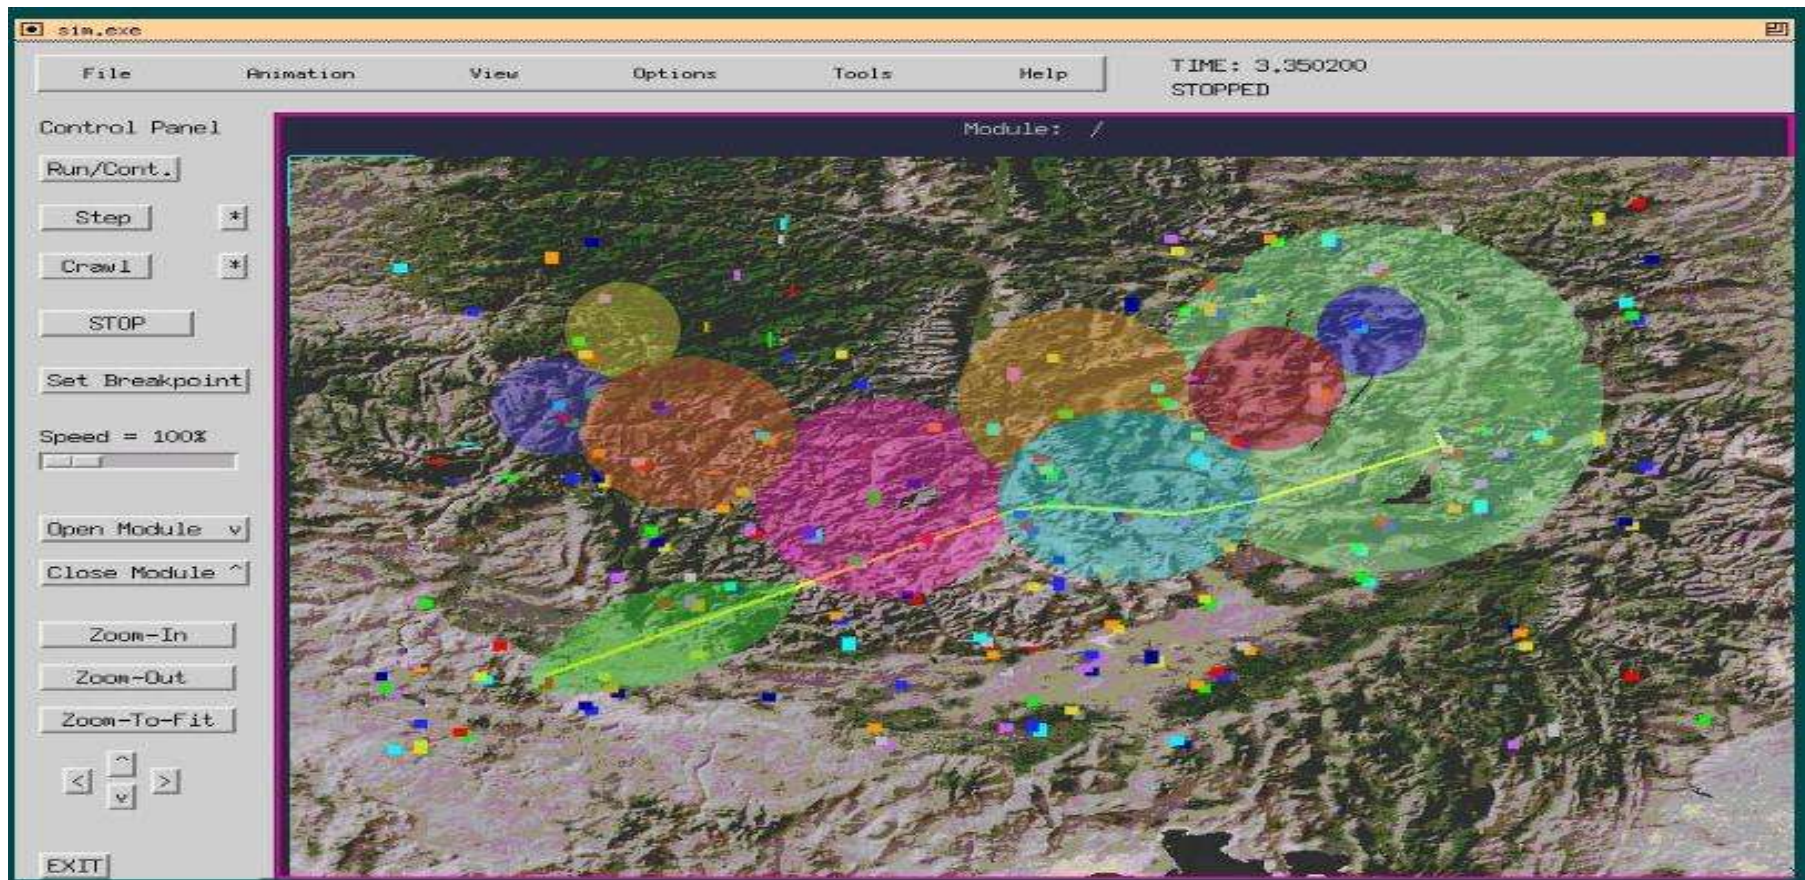 sim.exe
File Animation View Options Tools Help
TIME: 3.350200
STOPPED
Control Panel
Module: /
Run/Cont.
Step *
Crawl *
STOP
Set Breakpoint
Speed = 100%
Open Module v
Close Module ^
Zoom-In
Zoom-Out
Zoom-To-Fit
^
< >
v
EXIT